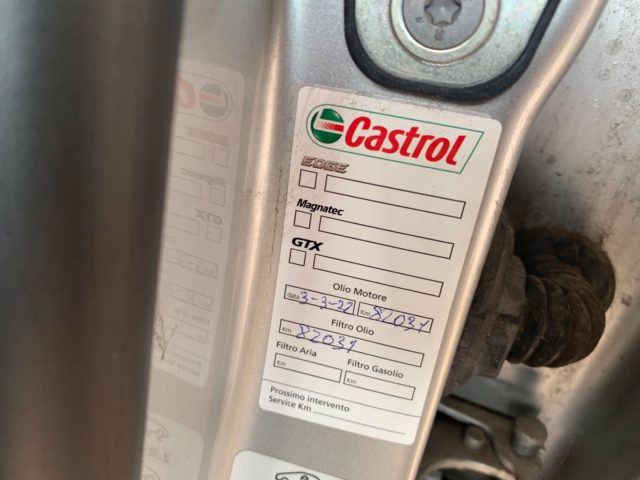 Castrol
EDGE
Magnatec
GTX
Olio Motore
data 3-3-22 Km 82031
Filtro Olio
Km 82031
Filtro Aria Filtro Gasolio
Km Km
Prossimo intervento
Service Km ....................